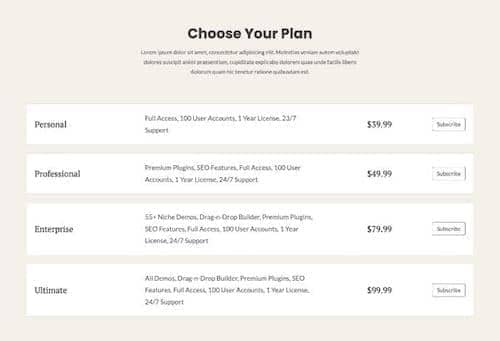 Choose Your Plan
Lorem ipsum dolor sit amet, consectetur adipisicing elit. Molestias veniam autem voluptate
dolores suscipit animi praesentium, cupiditate explicabo dolorem quas unde facilis libero
dolorum quam hic tenetur ratione quibusdam est.
Personal
Full Access, 100 User Accounts, 1 Year License, 23/7
Support
$39.99
Subscribe
Professional
Premium Plugins, SEO Features, Full Access, 100 User
Accounts, 1 Year License, 24/7 Support
$49.99
Subscribe
Enterprise
55+ Niche Demos, Drag-n-Drop Builder, Premium Plugins,
SEO Features, Full Access, 100 User Accounts, 1 Year
License, 24/7 Support
$79.99
Subscribe
Ultimate
All Demos, Drag-n-Drop Builder, Premium Plugins, SEO
Features, Full Access, 100 User Accounts, 1 Year License,
24/7 Support
$99.99
Subscribe